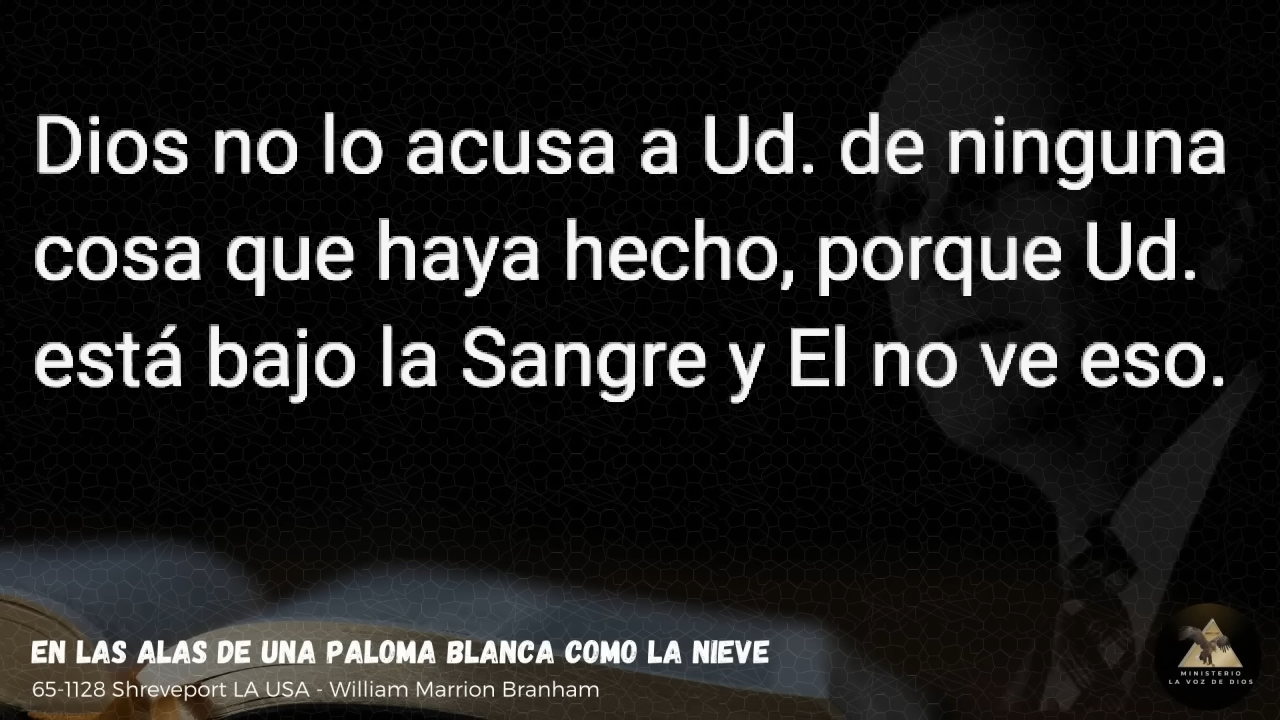 Dios no lo acusa a Ud. de ninguna
cosa que haya hecho, porque Ud.
está bajo la Sangre y El no ve eso.
EN LAS ALAS DE UNA PALOMA BLANCA COMO LA NIEVE
65-1128 Shreveport LA USA - William Marrion Branham
MINISTERIO
LA VOZ DE DIOS